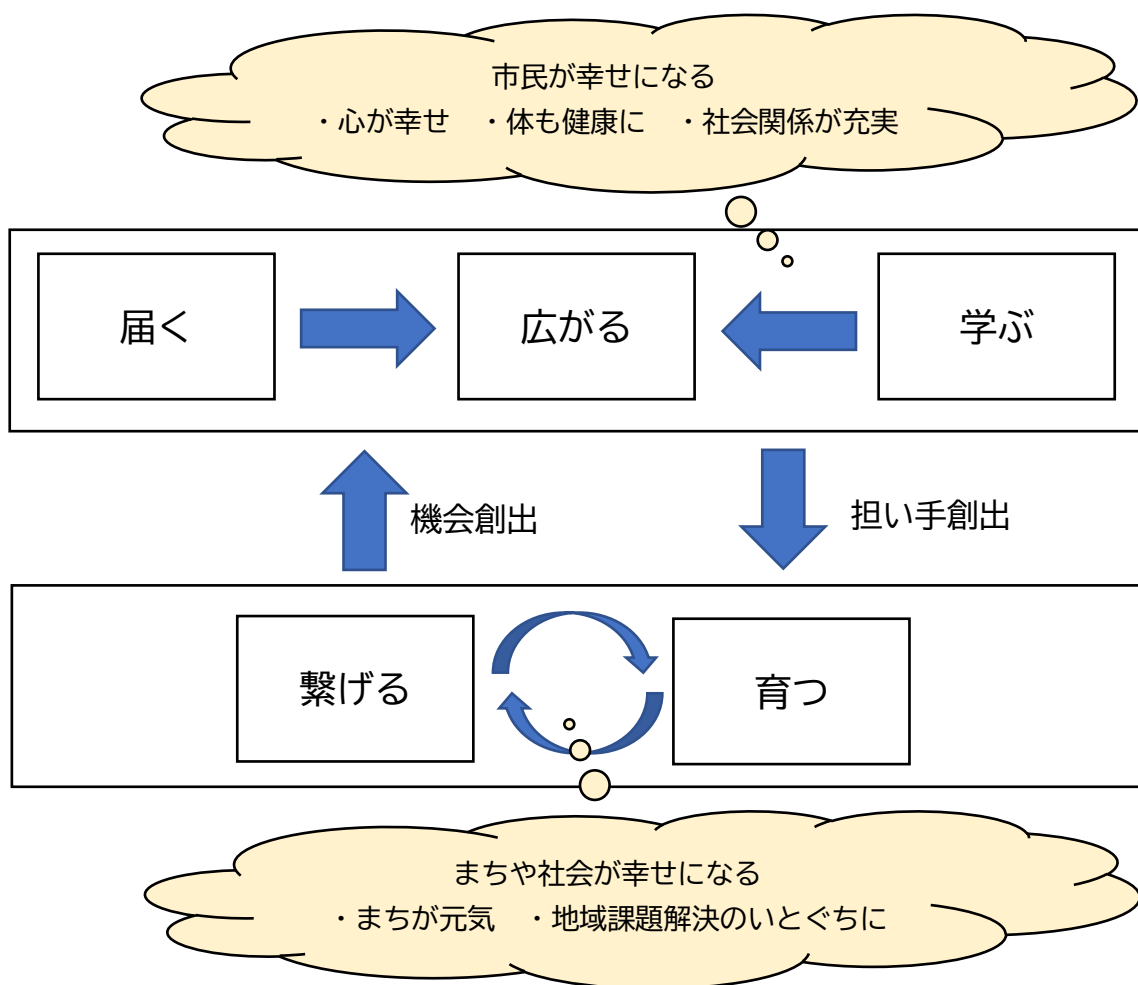 市民が幸せになる
・心が幸せ　・体も健康に　・社会関係が充実
届く
広がる
学ぶ
機会創出
担い手創出
繋げる
育つ
まちや社会が幸せになる
・まちが元気　・地域課題解決のいとぐちに